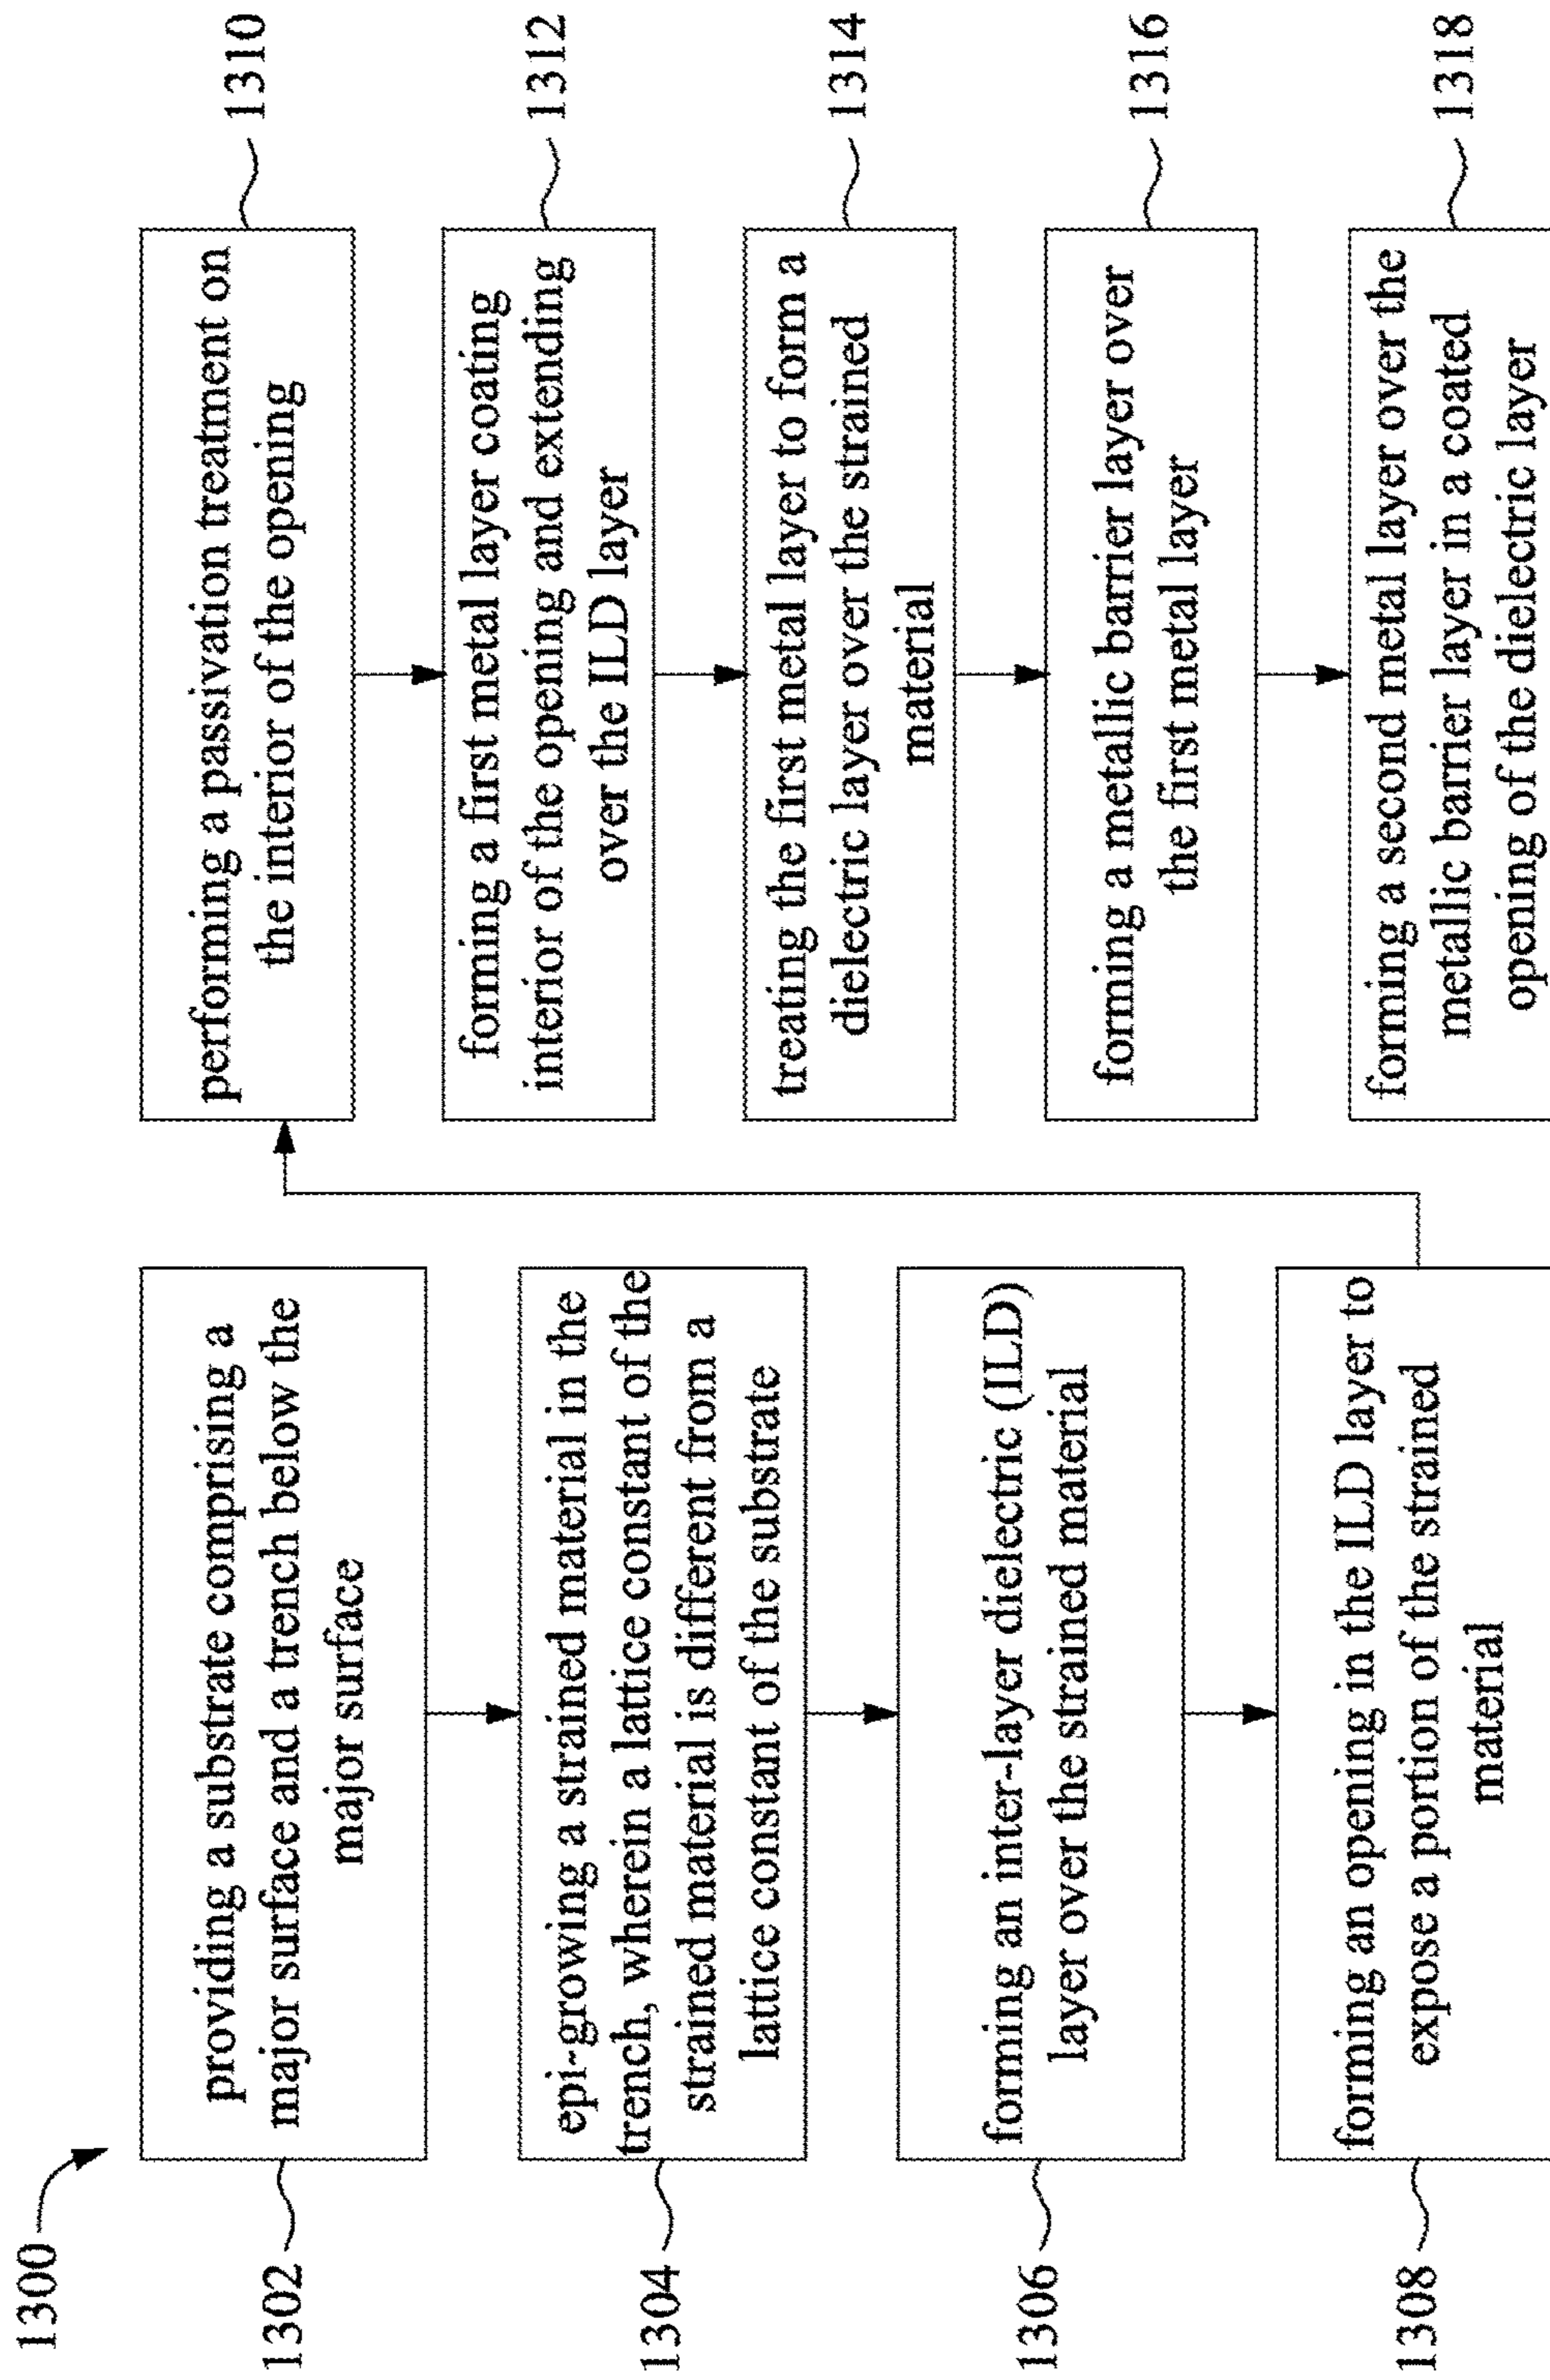 1300
1302
providing a substrate comprising a
major surface and a trench below the
major surface
1304
epi-growing a strained material in the
trench, wherein a lattice constant of the
strained material is different from a
lattice constant of the substrate
1306
forming an inter-layer dielectric (ILD)
layer over the strained material
1308
forming an opening in the ILD layer to
expose a portion of the strained
material
performing a passivation treatment on
the interior of the opening
1310
forming a first metal layer coating
interior of the opening and extending
over the ILD layer
1312
treating the first metal layer to form a
dielectric layer over the strained
material
1314
forming a metallic barrier layer over
the first metal layer
1316
forming a second metal layer over the
metallic barrier layer in a coated
opening of the dielectric layer
1318